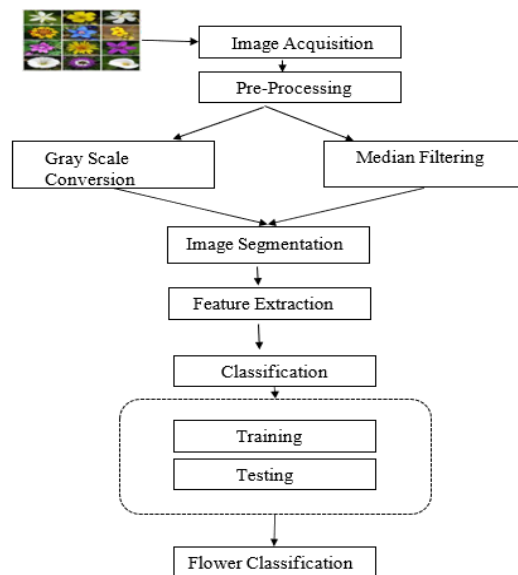 Image Acquisition
Pre-Processing
Gray Scale
Conversion
Median Filtering
Image Segmentation
Feature Extraction
Classification
Training
Testing
Flower Classification